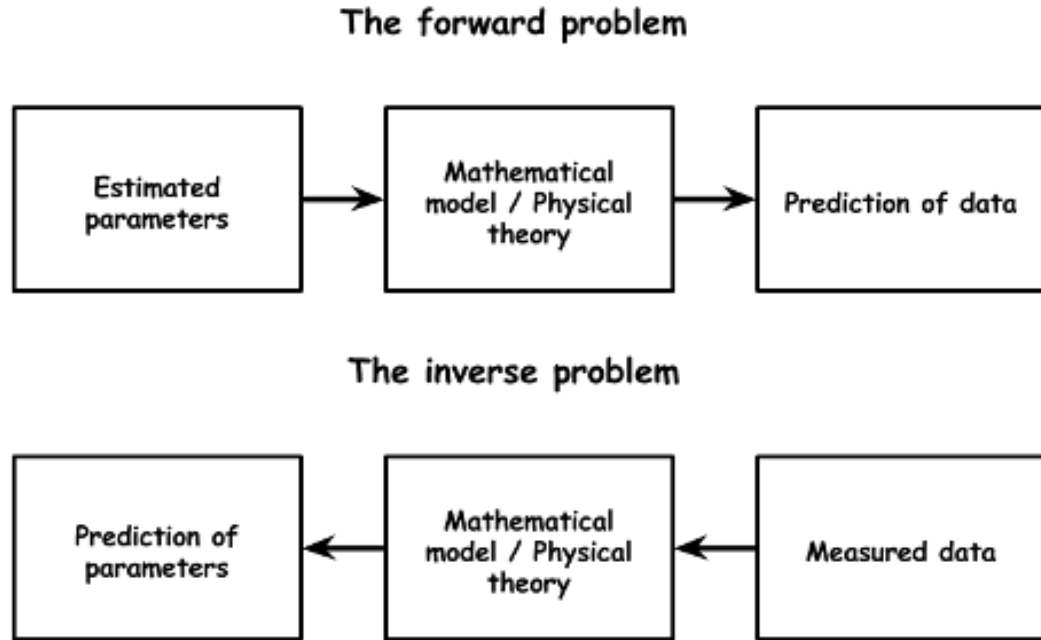 The forward problem
Estimated
parameters
Mathematical
model / Physical
theory
Prediction of data
The inverse problem
Prediction of
parameters
Mathematical
model / Physical
theory
Measured data